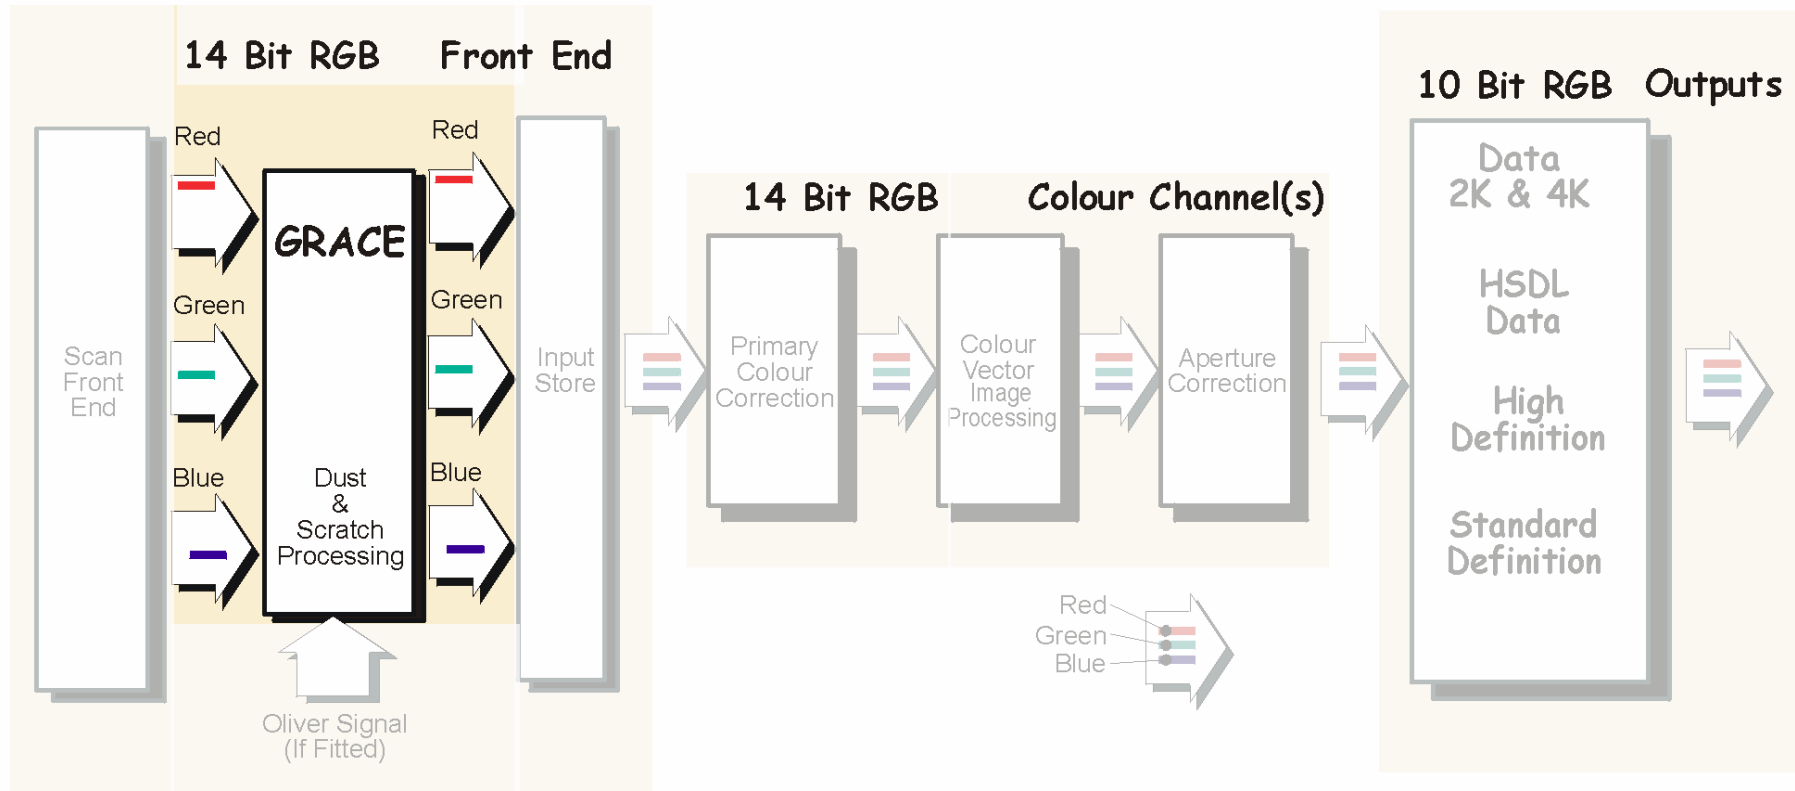 14 Bit RGB Front End
Red
Red
GRACE
Green
Green
Scan
Front
End
Input
Store
Blue
Blue
Dust
&
Scratch
Processing
Oliver Signal
(If Fitted)
14 Bit RGB Colour Channel(s)
Primary
Colour
Correction
Colour
Vector
Image
Processing
Aperture
Correction
Red
Green
Blue
10 Bit RGB Outputs
Data
2K & 4K
HSDL
Data
High
Definition
Standard
Definition